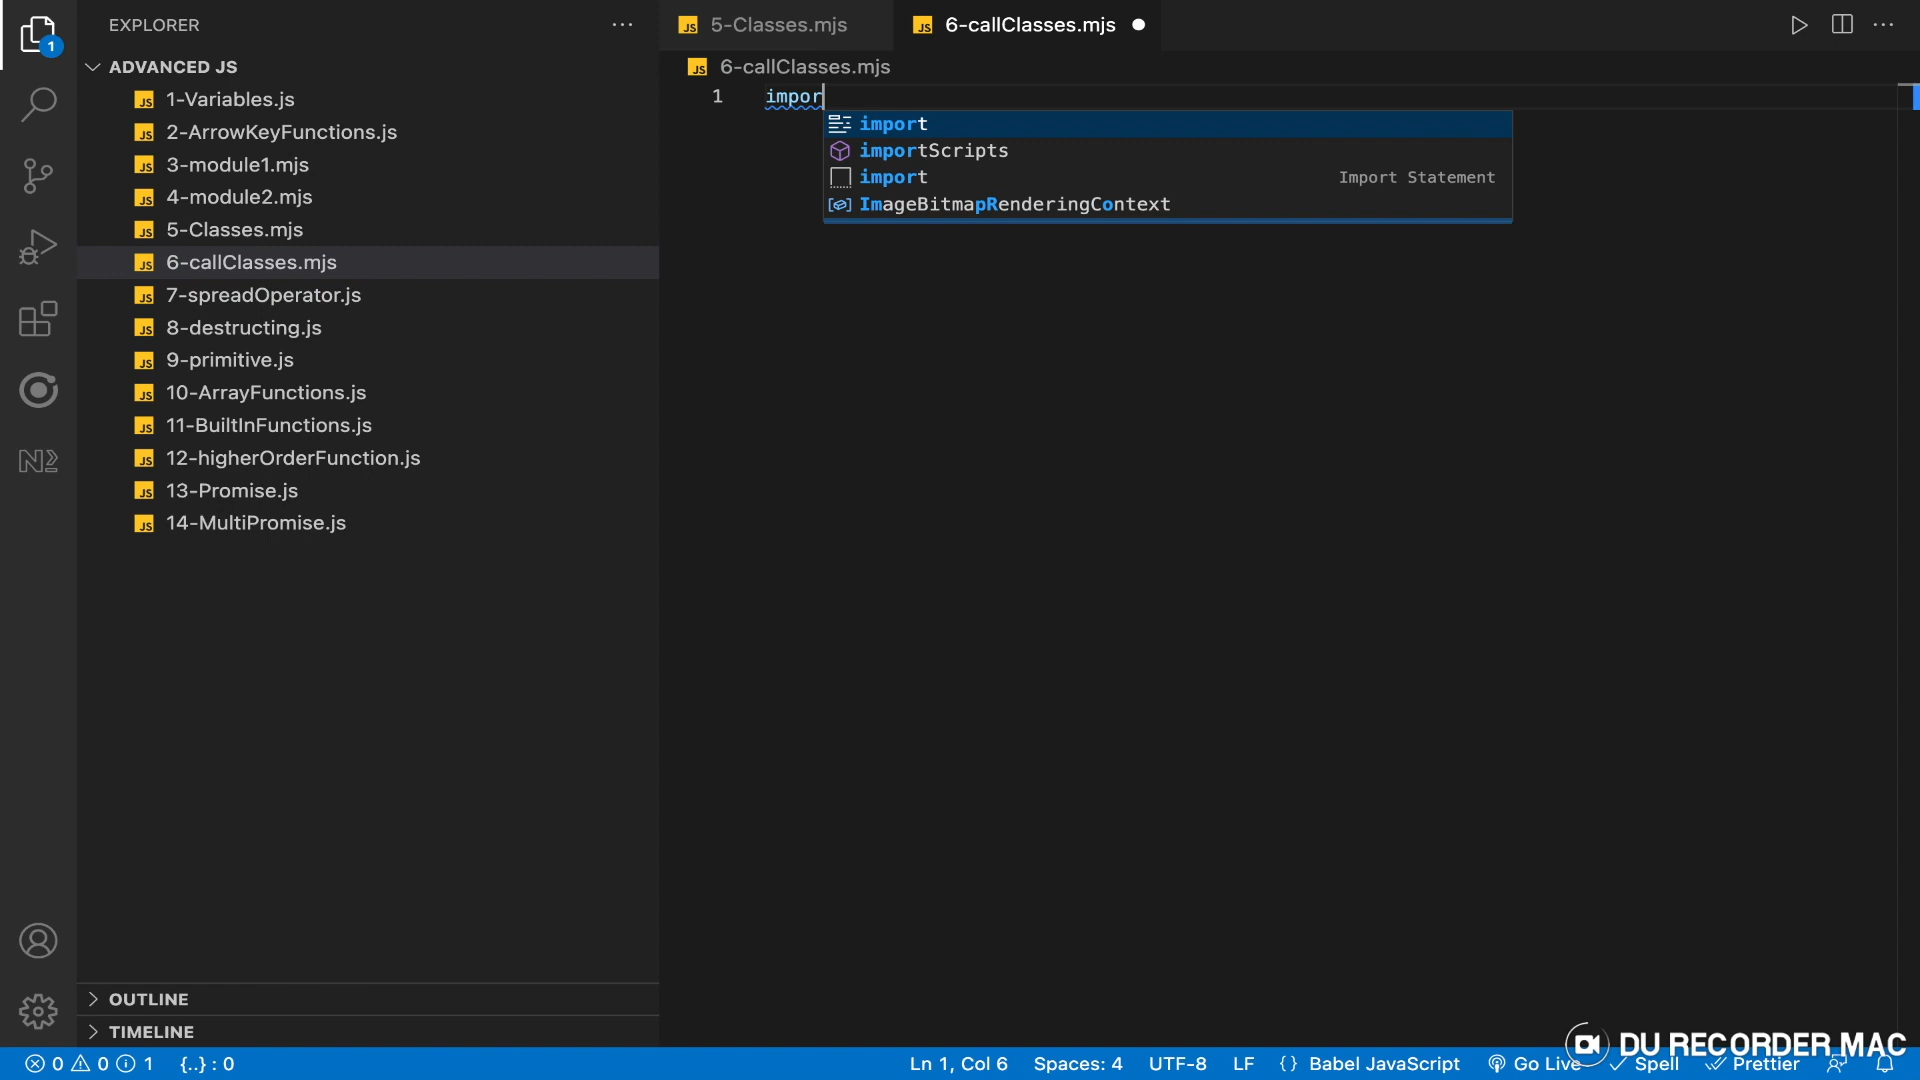 EXPLORER
ADVANCED JS
1-Variables.js
2-ArrowKeyFunctions.js
3-module1.mjs
4-module2.mjs
5-Classes.mjs
6-callClasses.mjs
7-spreadOperator.js
8-destructing.js
9-primitive.js
10-ArrayFunctions.js
11-BuiltInFunctions.js
12-higherOrderFunction.js
13-Promise.js
14-MultiPromise.js
OUTLINE
TIMELINE
1
5-Classes.mjs
6-callClasses.mjs
6-callClasses.mjs
1 impor
import
importScripts
import Import Statement
ImageBitmapRenderingContext
DU RECORDER MAC
0 0 1 {..} : 0 Ln 1, Col 6 Spaces: 4 UTF-8 LF {} Babel JavaScript Go Live Spell Prettier